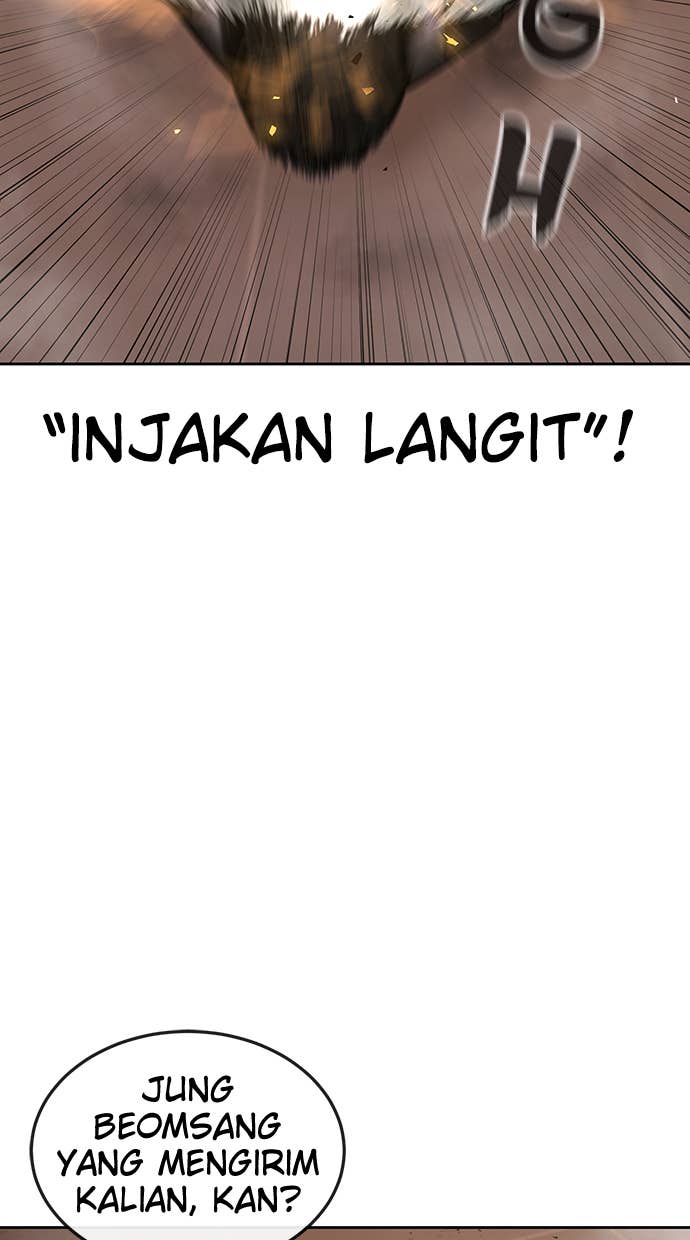 G
H
"INJAKAN LANGIT"!
JUNG
BEOMSANG
YANG MENGIRIM
KALIAN, KAN?